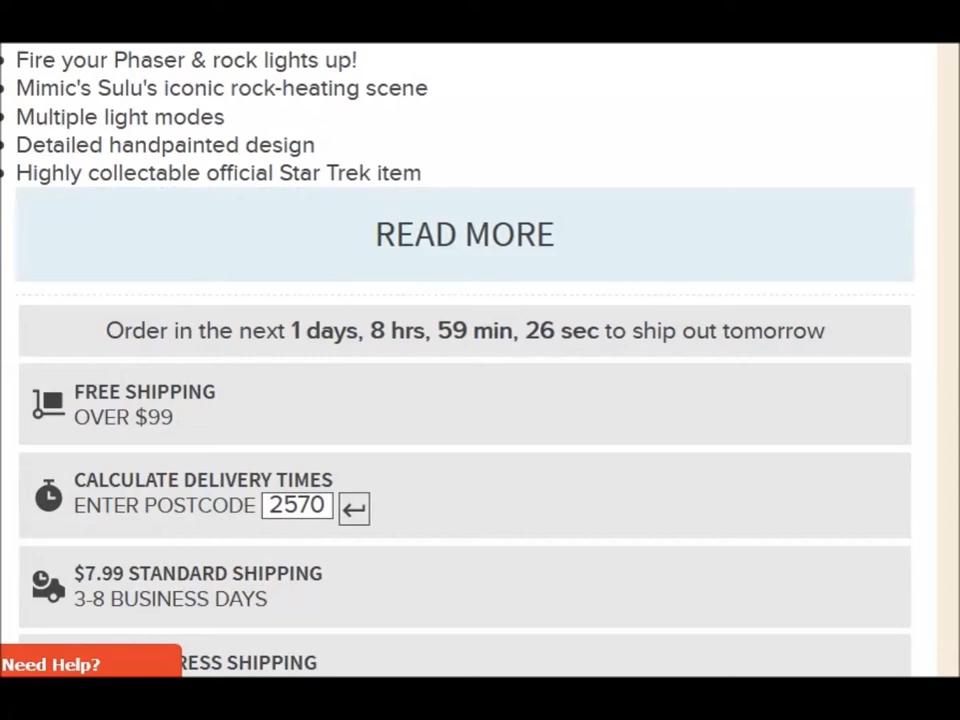 Fire your Phaser & rock lights up!
Mimic's Sulu's iconic rock-heating scene
Multiple light modes
Detailed handpainted design
Highly collectable official Star Trek item
READ MORE
Order in the next 1 days, 8 hrs, 59 min, 26 sec to ship out tomorrow
FREE SHIPPING
OVER $99
CALCULATE DELIVERY TIMES
ENTER POSTCODE 2570
$7.99 STANDARD SHIPPING
3-8 BUSINESS DAYS
RESS SHIPPING
Need Help?